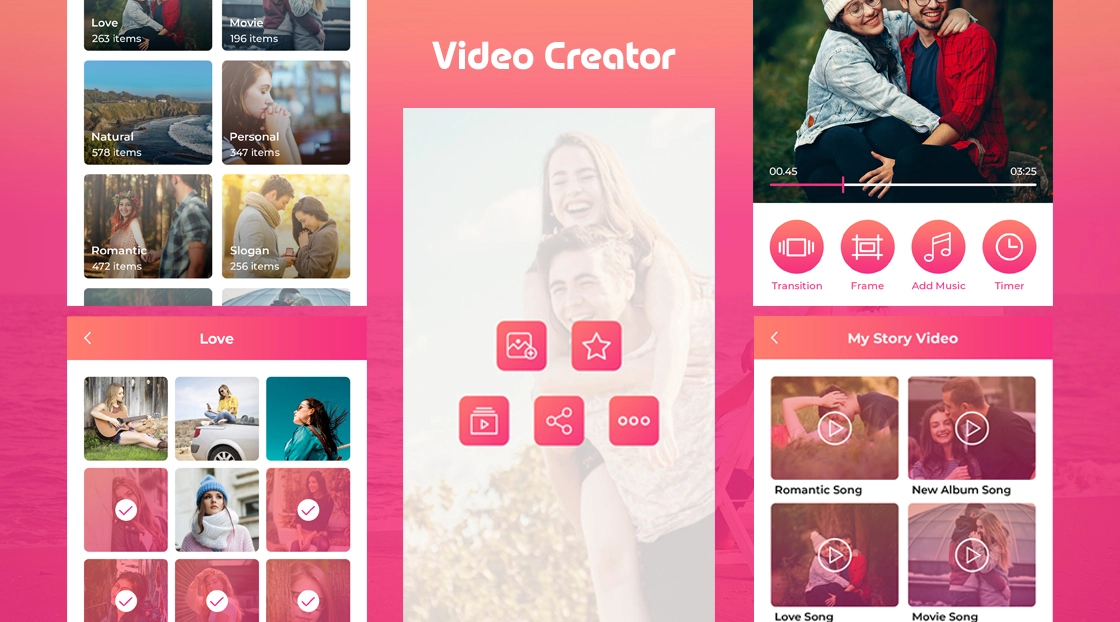 Love
263 items
Movie
196 items
Natural
578 items
Personal
347 items
Romantic
472 items
Slogan
256 items
Love
Video Creator
00.45
03:25
Transition
Frame
Add Music
Timer
My Story Video
Romantic Song
New Album Song
Love Song
Movie Song